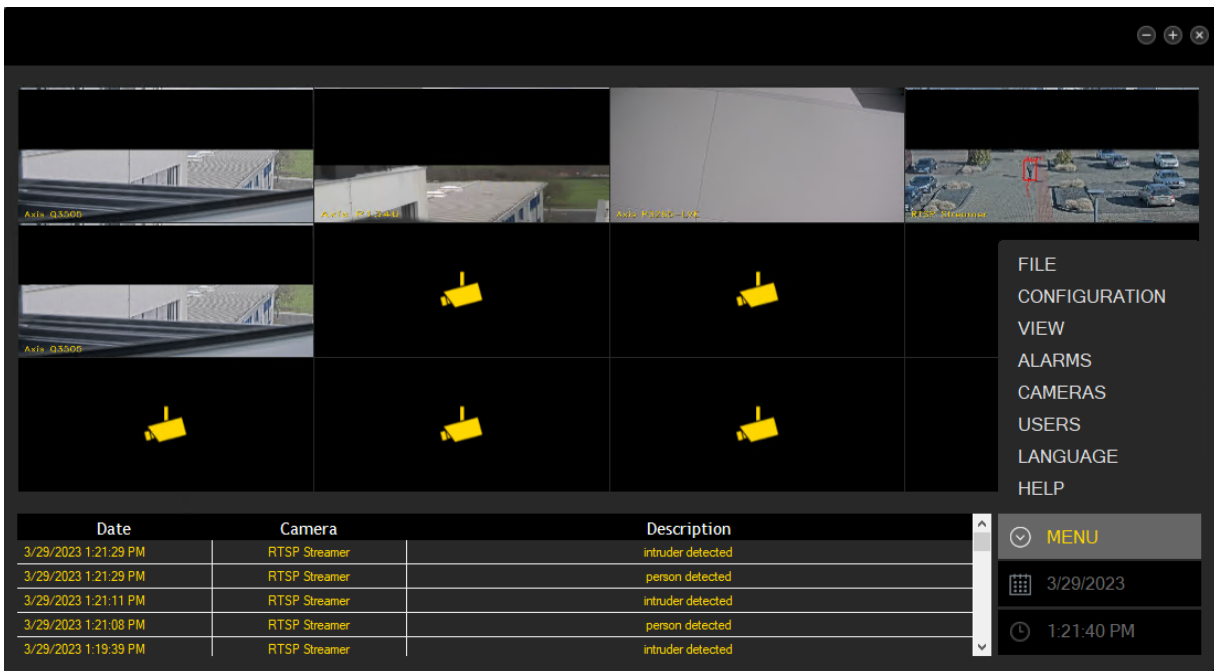 Axis Q3505
RTSP Streamer
Axis Q3505
FILE
CONFIGURATION
VIEW
ALARMS
CAMERAS
USERS
LANGUAGE
HELP
Date Camera Description
3/29/2023 1:21:29 PM RTSP Streamer intruder detected
3/29/2023 1:21:29 PM RTSP Streamer person detected
3/29/2023 1:21:11 PM RTSP Streamer intruder detected
3/29/2023 1:21:08 PM RTSP Streamer person detected
3/29/2023 1:19:39 PM RTSP Streamer intruder detected
MENU
3/29/2023
1:21:40 PM